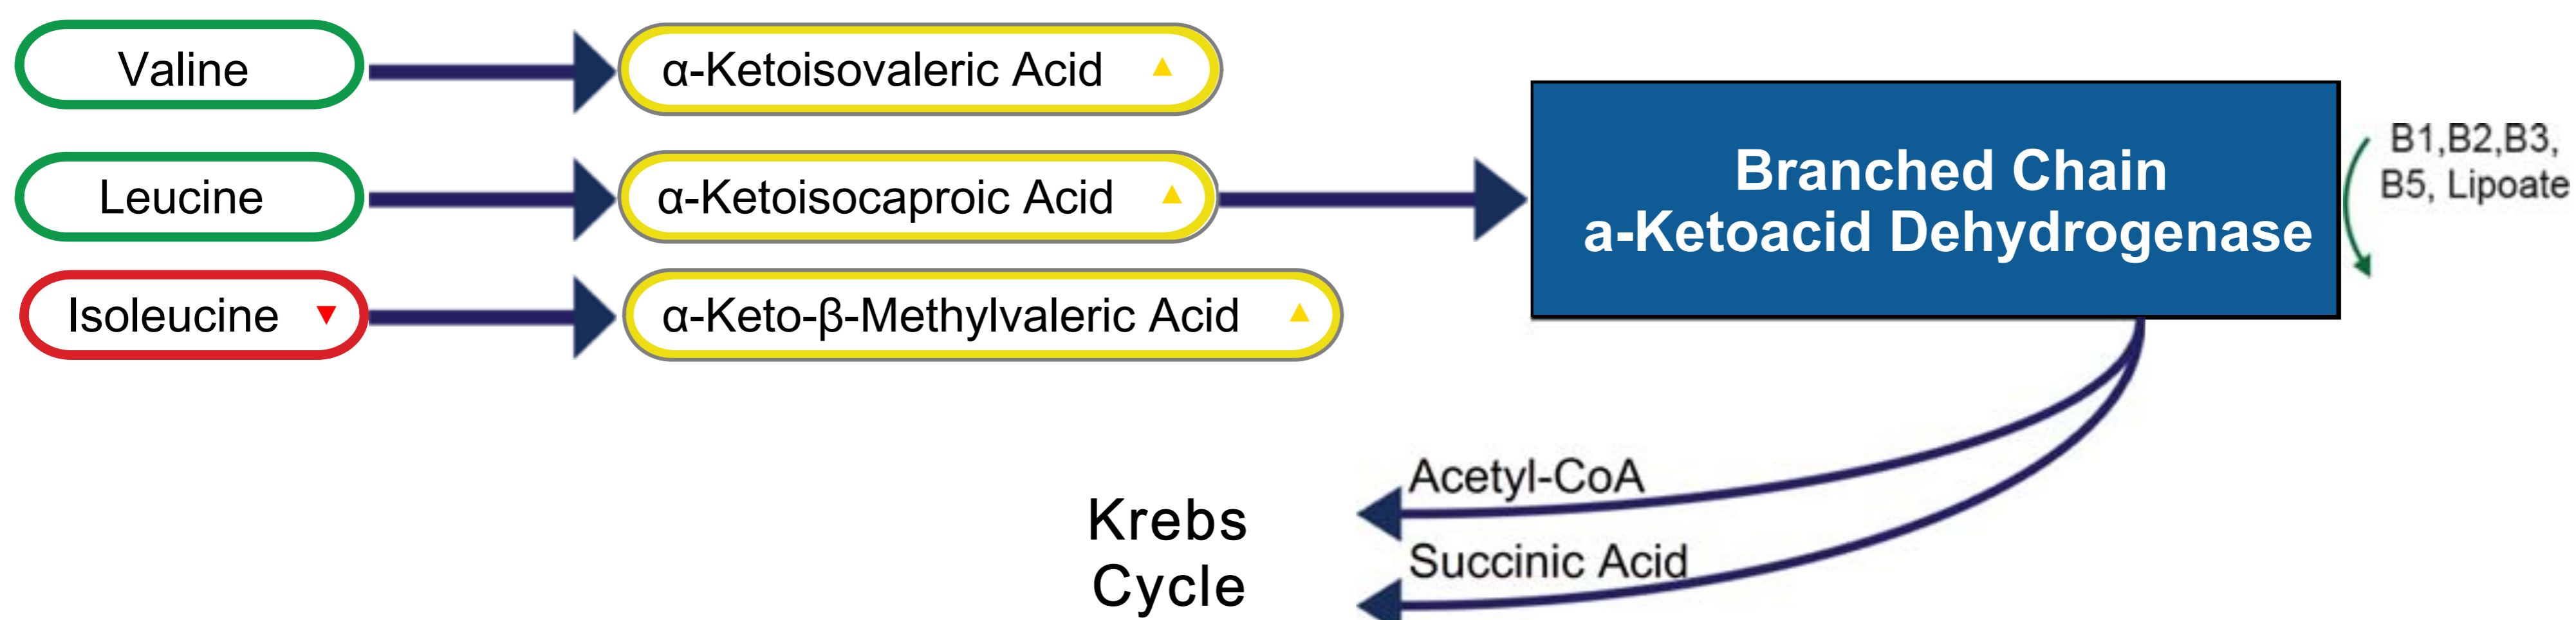 Valine
α-Ketoisovaleric Acid
Leucine
α-Ketoisocaproic Acid
Isoleucine
α-Keto-β-Methylvaleric Acid
Branched Chain
a-Ketoacid Dehydrogenase
B1,B2,B3,
B5, Lipoate
Acetyl-CoA
Krebs
Cycle
Succinic Acid